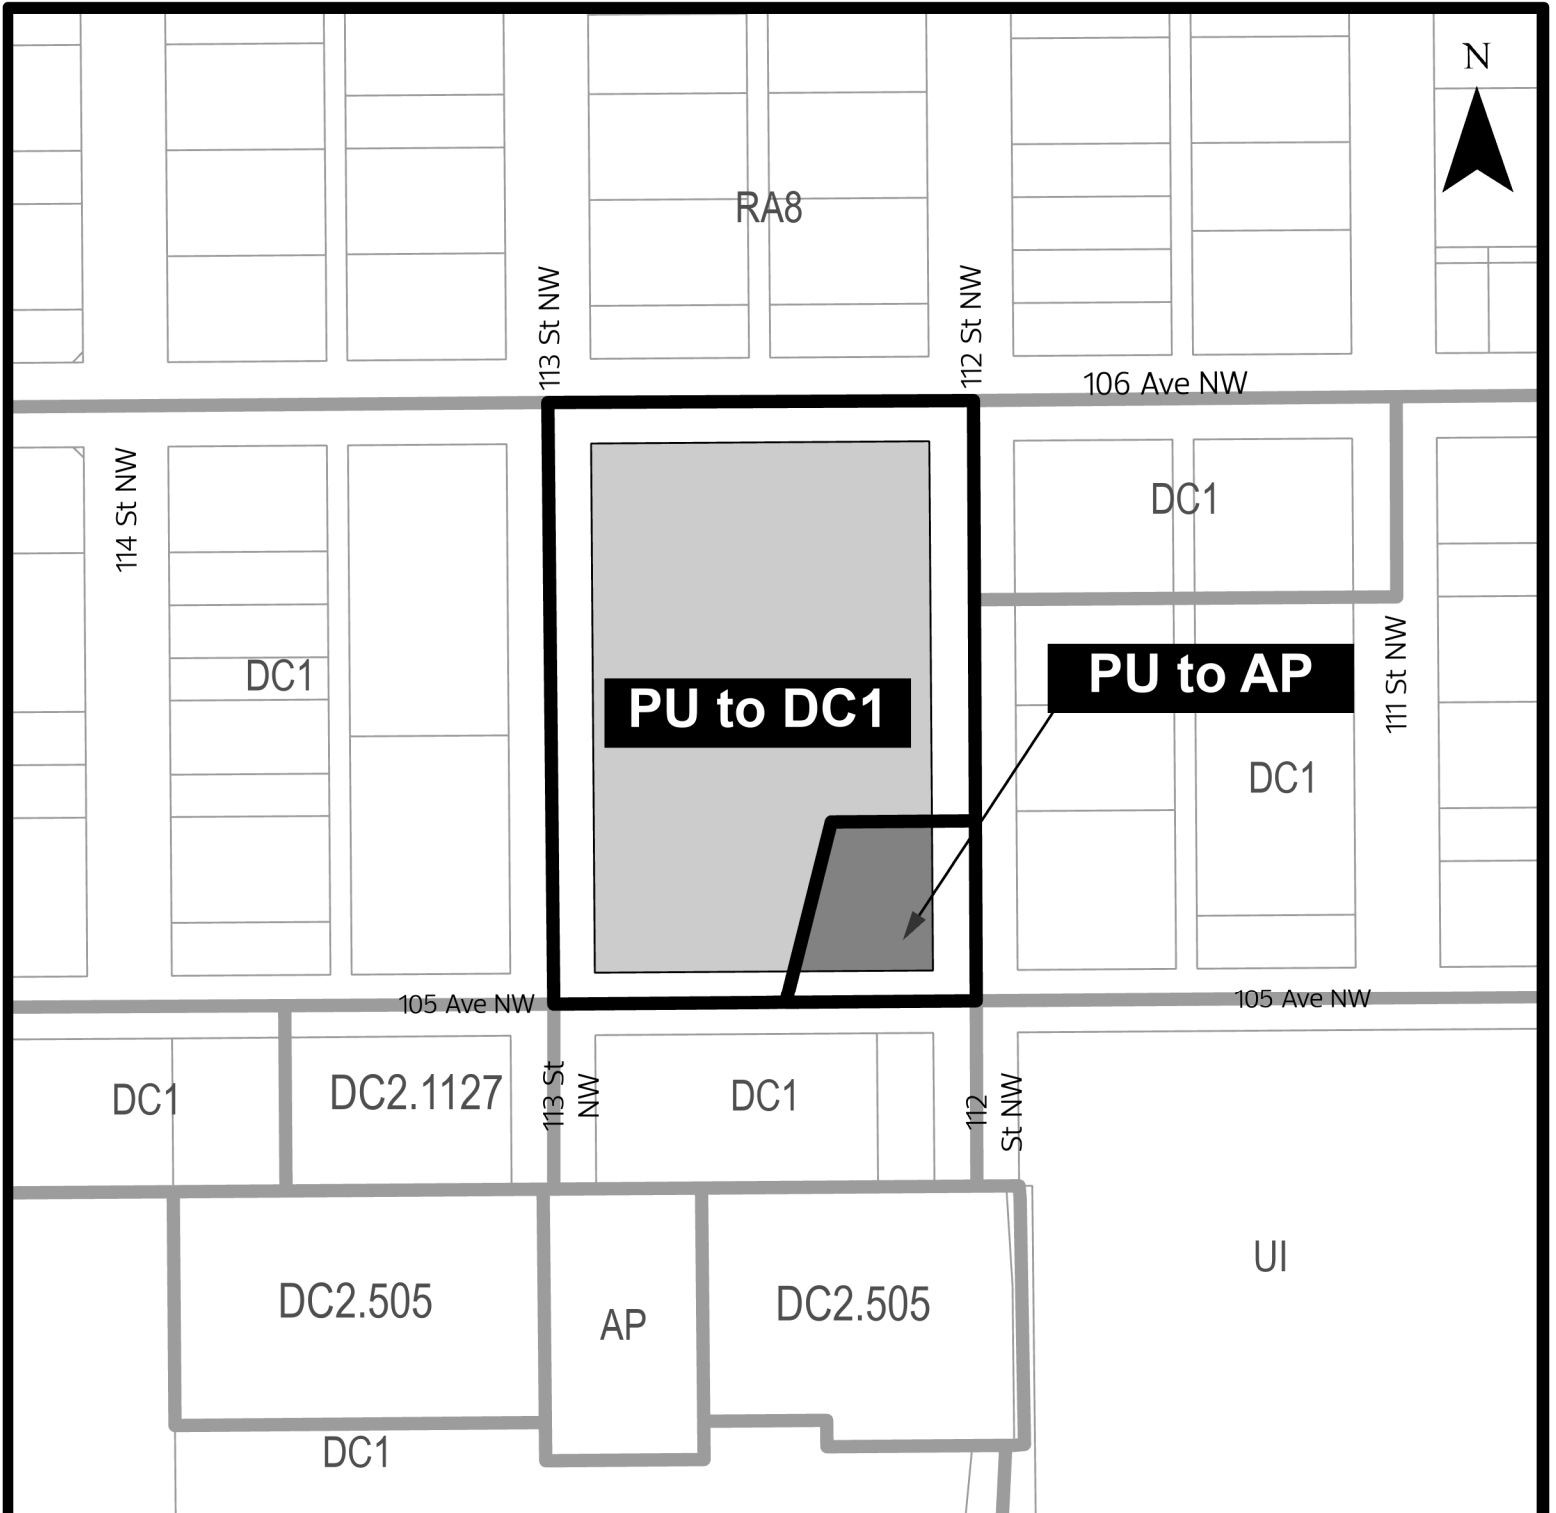 N
RA8
113 St NW
112 St NW
106 Ave NW
114 St NW
DC1
DC1
PU to DC1
PU to AP
111 St NW
DC1
105 Ave NW
105 Ave NW
DC1
DC2.1127
113 St
NW
DC1
112
St NW
UI
DC2.505
AP
DC2.505
DC1